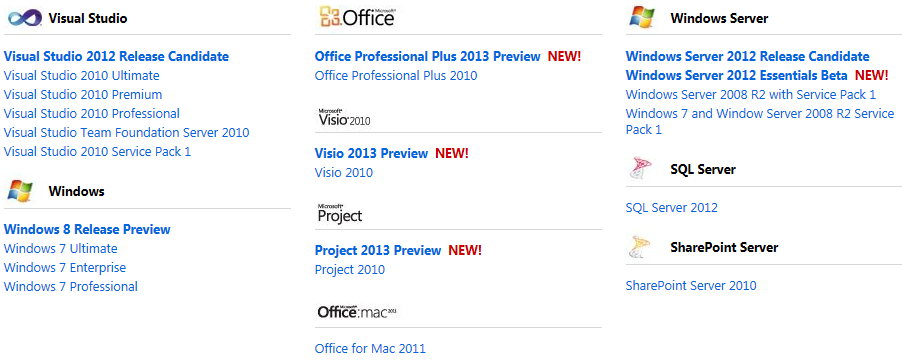 Visual Studio
Visual Studio 2012 Release Candidate
Visual Studio 2010 Ultimate
Visual Studio 2010 Premium
Visual Studio 2010 Professional
Visual Studio Team Foundation Server 2010
Visual Studio 2010 Service Pack 1
Windows
Windows 8 Release Preview
Windows 7 Ultimate
Windows 7 Enterprise
Windows 7 Professional
Microsoft®
Office
Office Professional Plus 2013 Preview NEW!
Office Professional Plus 2010
Microsoft®
Visio®2010
Visio 2013 Preview NEW!
Visio 2010
Microsoft®
Project
Project 2013 Preview NEW!
Project 2010
Microsoft®
Office:mac 2011
Office for Mac 2011
Windows Server
Windows Server 2012 Release Candidate
Windows Server 2012 Essentials Beta NEW!
Windows Server 2008 R2 with Service Pack 1
Windows 7 and Window Server 2008 R2 Service
Pack 1
SQL Server
SQL Server 2012
SharePoint Server
SharePoint Server 2010